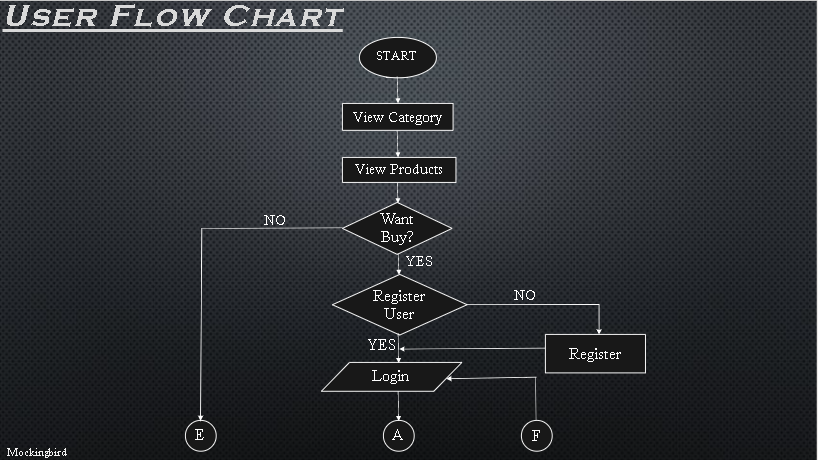 USER FLOW CHART
START
View Category
View Products
Want
Buy?
NO
YES
Register
User
NO
YES
Register
Login
E
A
F
Mockingbird